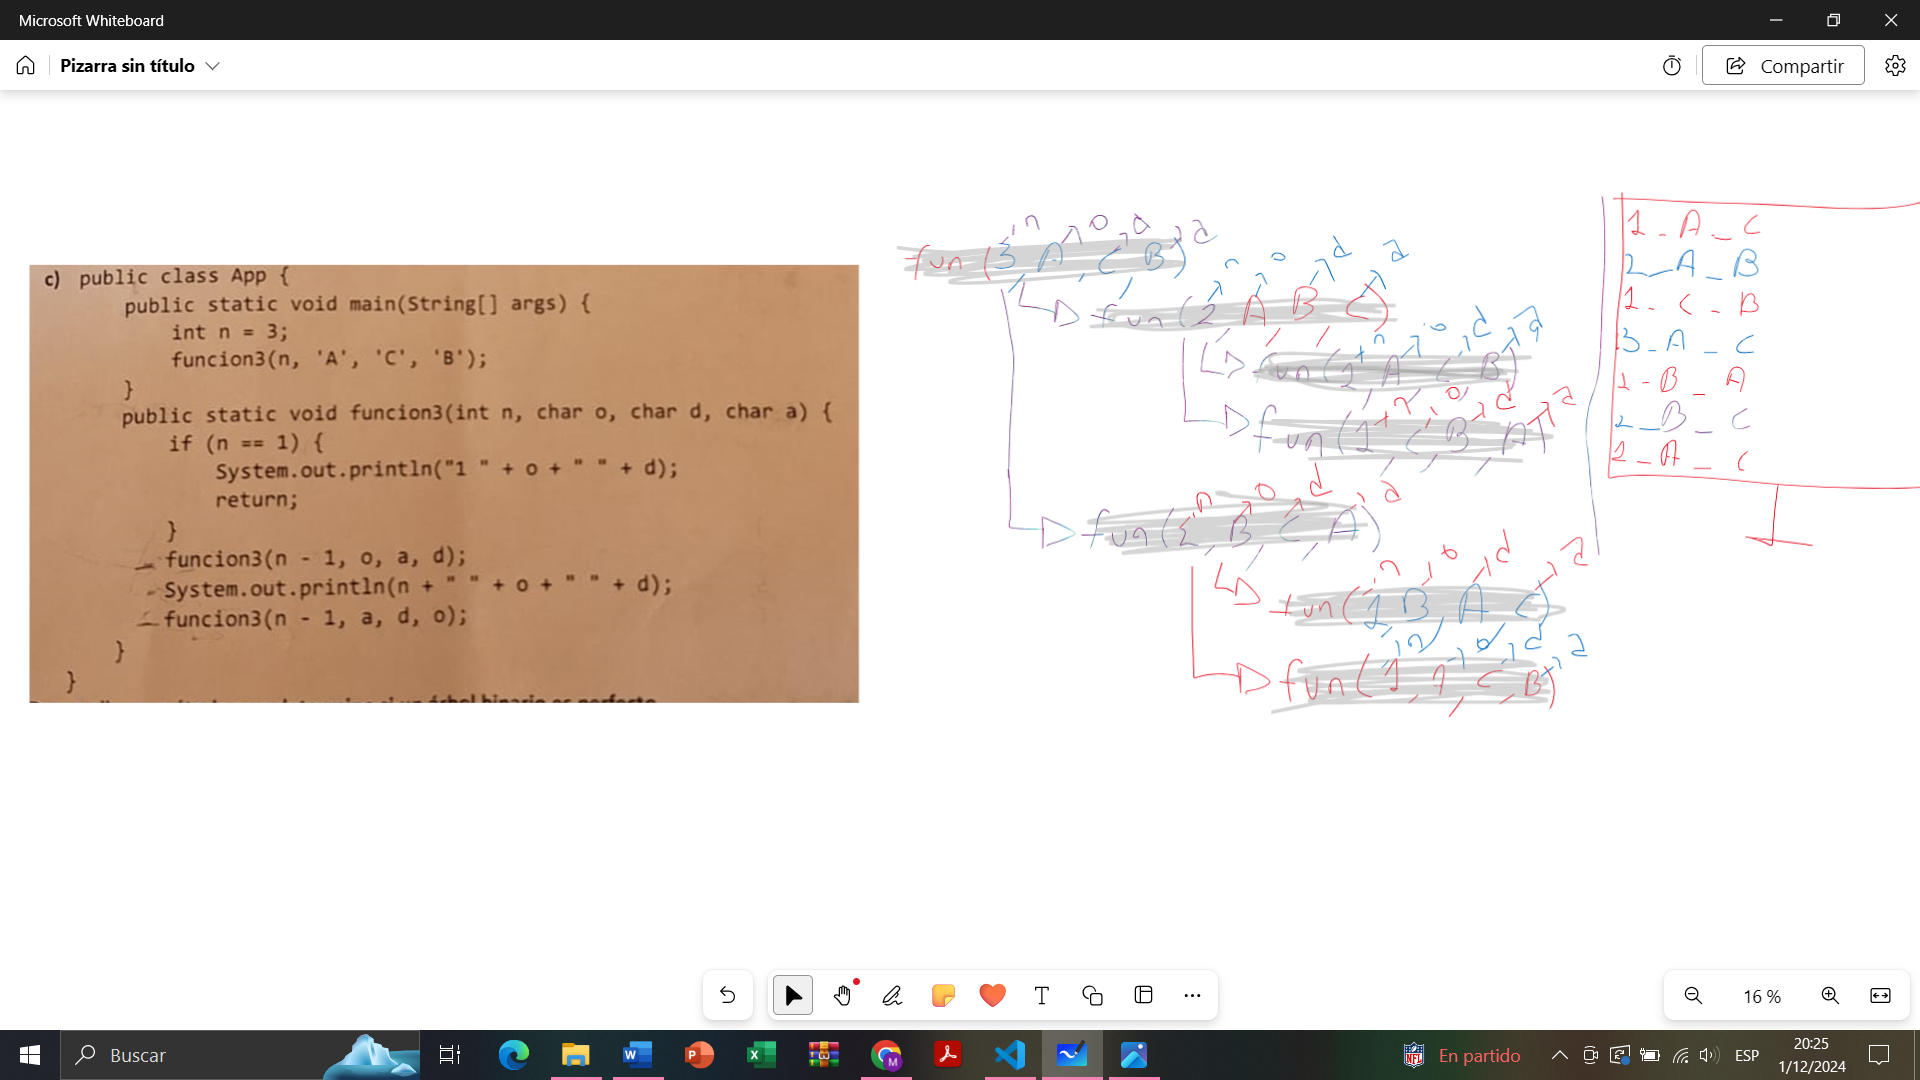 Microsoft Whiteboard
Pizarra sin título
Compartir
c) public class App {
public static void main(String[] args) {
int n = 3;
funcion3(n, 'A', 'C', 'B');
}
public static void funcion3(int n, char o, char d, char a) {
if (n == 1) {
System.out.println("1 " + o + " " + d);
return;
}
funcion3(n - 1, o, a, d);
System.out.println(n + " " + o + " " + d);
funcion3(n - 1, a, d, o);
}
}
n o d a
fun (3, A, C, B)
n o d a
fun (2, A, B, C)
n o d a
fun (1, A, C, B)
n o d a
fun (1, C, B, A)
n o d a
fun (2, B, C, A)
n o d a
fun (1, B, A, C)
n o d a
fun (1, A, C, B)
1 - A - C
2 - A - B
1 - C - B
3 - A - C
1 - B - A
2 - B - C
1 - A - C
16 %
Buscar
En partido
ESP
20:25
1/12/2024